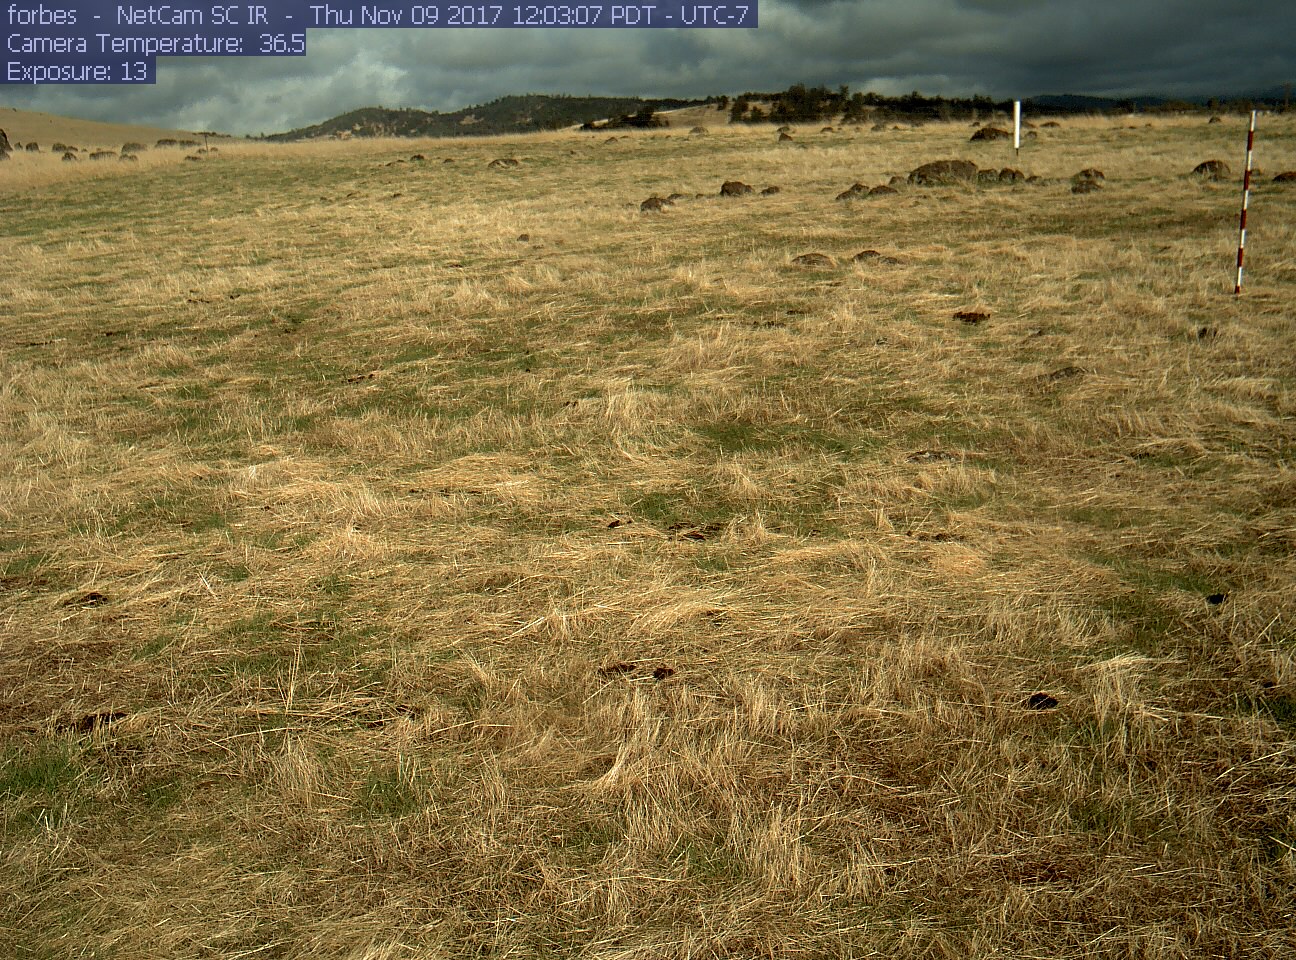 forbes - NetCam SC IR - Thu Nov 09 2017 12:03:07 PDT - UTC-7
Camera Temperature: 36.5
Exposure: 13